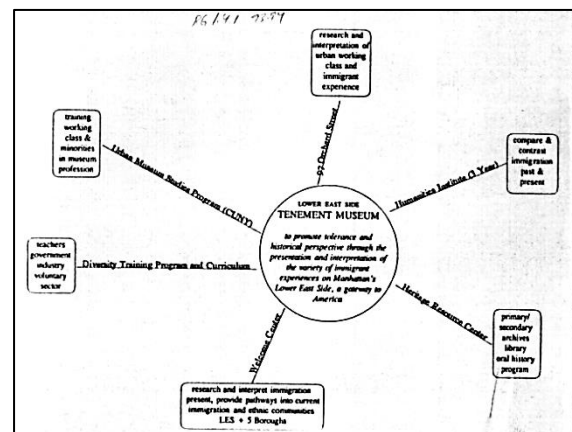 research and
interpretation of
urban working
class and
immigrant
experience
training
working
class &
minorities
in museum
profession
Urban Museum Studies Program (CUNY)
Orchard Street
Humanities Institute (3 Year)
compare &
contrast
immigration
past &
present
LOWER EAST SIDE
TENEMENT MUSEUM
to promote tolerance and
historical perspective through the
presentation and interpretation
of the variety of immigrant
experiences on Manhattan's
Lower East Side, a gateway to
America
teachers
government
industry
voluntary
sector
Diversity Training Program and Curriculum
Heritage Resource Center
primary/
secondary
archives
library
oral history
program
Welcome Center
research and interpret immigration
present, provide pathways into current
immigration and ethnic communities
LES + 5 Boroughs